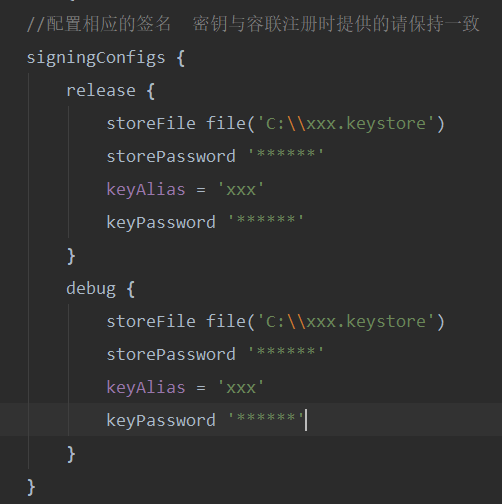 //配置相应的签名  密钥与容联注册时提供的请保持一致
signingConfigs {
    release {
        storeFile file('C:\\xxx.keystore')
        storePassword '******'
        keyAlias = 'xxx'
        keyPassword '******'
    }
    debug {
        storeFile file('C:\\xxx.keystore')
        storePassword '******'
        keyAlias = 'xxx'
        keyPassword '******'
    }
}